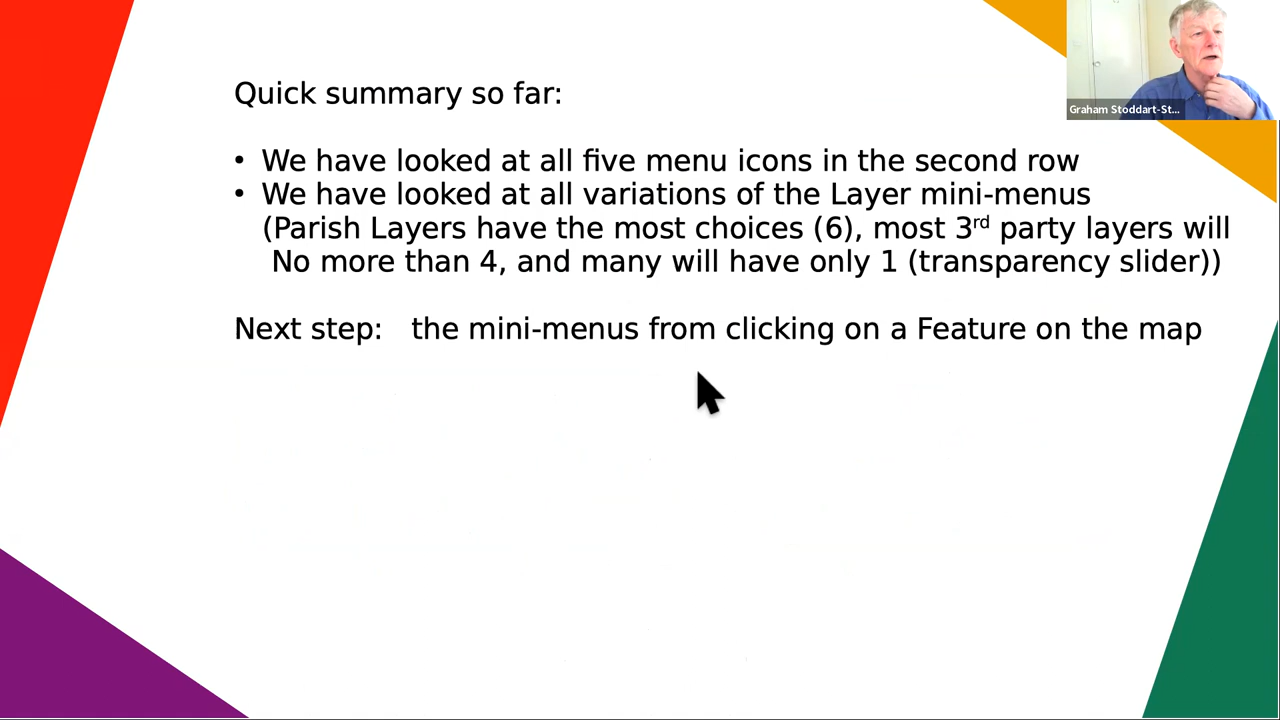 Quick summary so far:
• We have looked at all five menu icons in the second row
• We have looked at all variations of the Layer mini-menus
(Parish Layers have the most choices (6), most 3rd party layers will
No more than 4, and many will have only 1 (transparency slider))
Next step: the mini-menus from clicking on a Feature on the map
Graham Stoddart-St...